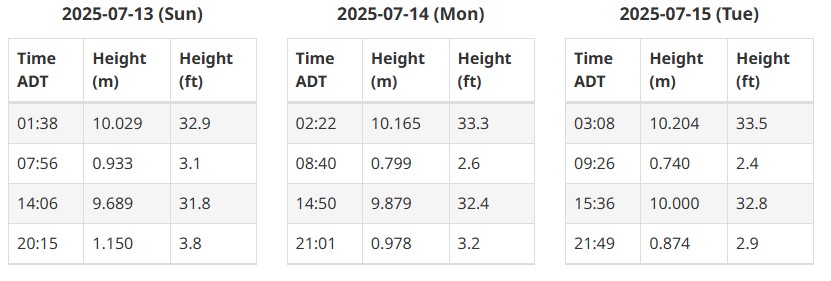 2025-07-13 (Sun)
Time ADT Height (m) Height (ft)
01:38 10.029 32.9
07:56 0.933 3.1
14:06 9.689 31.8
20:15 1.150 3.8
2025-07-14 (Mon)
Time ADT Height (m) Height (ft)
02:22 10.165 33.3
08:40 0.799 2.6
14:50 9.879 32.4
21:01 0.978 3.2
2025-07-15 (Tue)
Time ADT Height (m) Height (ft)
03:08 10.204 33.5
09:26 0.740 2.4
15:36 10.000 32.8
21:49 0.874 2.9